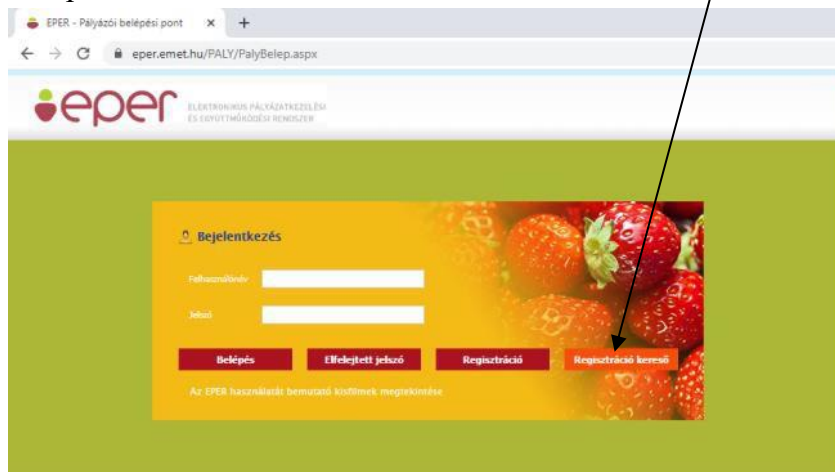 EPER - Pályázói belépési pont
eper.emet.hu/PALY/PalyBelep.aspx
eper
ELEKTRONIKUS PÁLYÁZATKEZELÉSI
ÉS EGYÜTTMŰKÖDÉSI RENDSZER
Bejelentkezés
Felhasználónév
Jelszó
Belépés Elfelejtett jelszó Regisztráció Regisztráció kereső
Az EPER használatát bemutató kisfilmek megtekintése